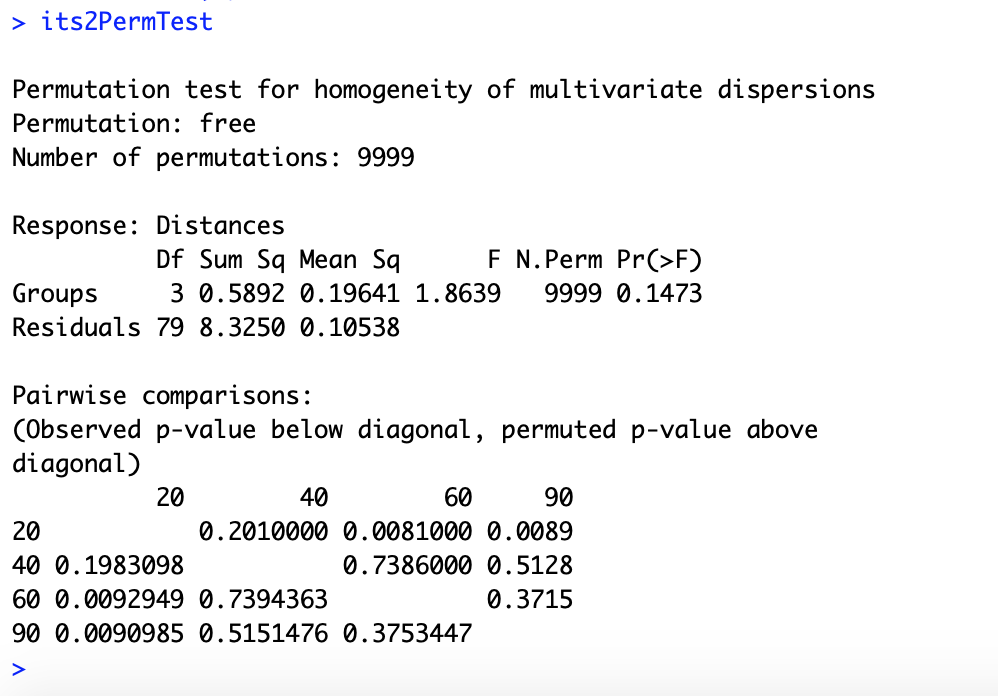 > its2PermTest
Permutation test for homogeneity of multivariate dispersions
Permutation: free
Number of permutations: 9999
Response: Distances
Df Sum Sq Mean Sq F N.Perm Pr(>F)
Groups 3 0.5892 0.19641 1.8639 9999 0.1473
Residuals 79 8.3250 0.10538
Pairwise comparisons:
(Observed p-value below diagonal, permuted p-value above
diagonal)
20 40 60 90
20 0.2010000 0.0081000 0.0089
40 0.1983098 0.7386000 0.5128
60 0.0092949 0.7394363 0.3715
90 0.0090985 0.5151476 0.3753447
>